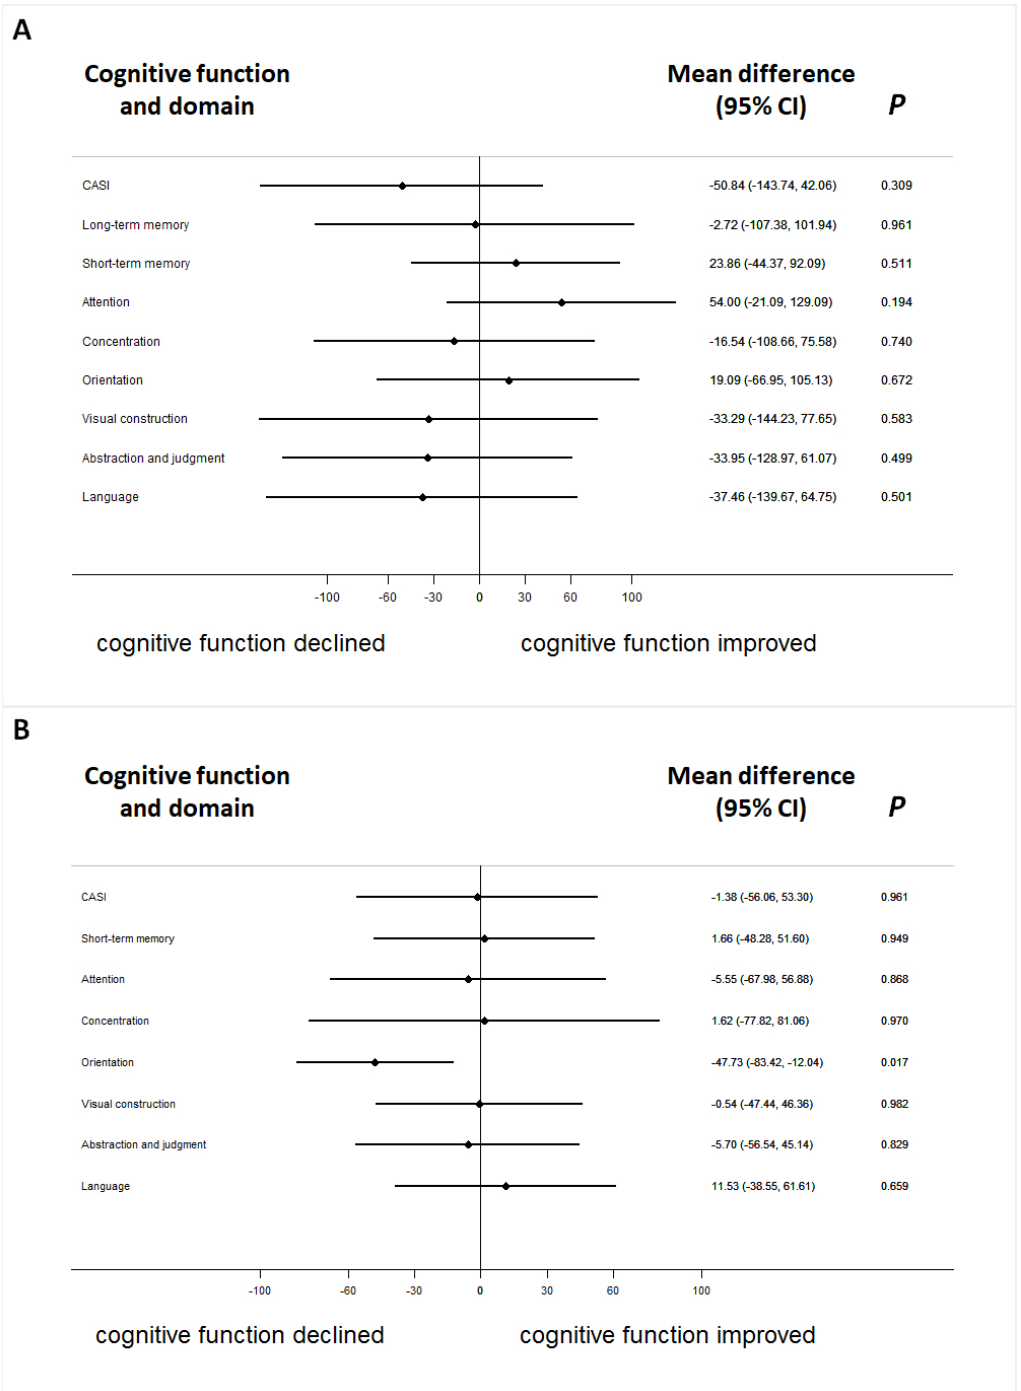 A
Cognitive function
and domain
Mean difference
(95% CI)
P
CASI -50.84 (-143.74, 42.06) 0.309
Long-term memory -2.72 (-107.38, 101.94) 0.961
Short-term memory 23.86 (-44.37, 92.09) 0.511
Attention 54.00 (-21.09, 129.09) 0.194
Concentration -16.54 (-108.66, 75.58) 0.740
Orientation 19.09 (-66.95, 105.13) 0.672
Visual construction -33.29 (-144.23, 77.65) 0.583
Abstraction and judgment -33.95 (-128.97, 61.07) 0.499
Language -37.46 (-139.67, 64.75) 0.501
-100 -60 -30 0 30 60 100
cognitive function declined cognitive function improved
B
Cognitive function
and domain
Mean difference
(95% CI)
P
CASI -1.38 (-56.06, 53.30) 0.961
Short-term memory 1.66 (-48.28, 51.60) 0.949
Attention -5.55 (-67.98, 56.88) 0.868
Concentration 1.62 (-77.82, 81.06) 0.970
Orientation -47.73 (-83.42, -12.04) 0.017
Visual construction -0.54 (-47.44, 46.36) 0.982
Abstraction and judgment -5.70 (-56.54, 45.14) 0.829
Language 11.53 (-38.55, 61.61) 0.659
-100 -60 -30 0 30 60 100
cognitive function declined cognitive function improved